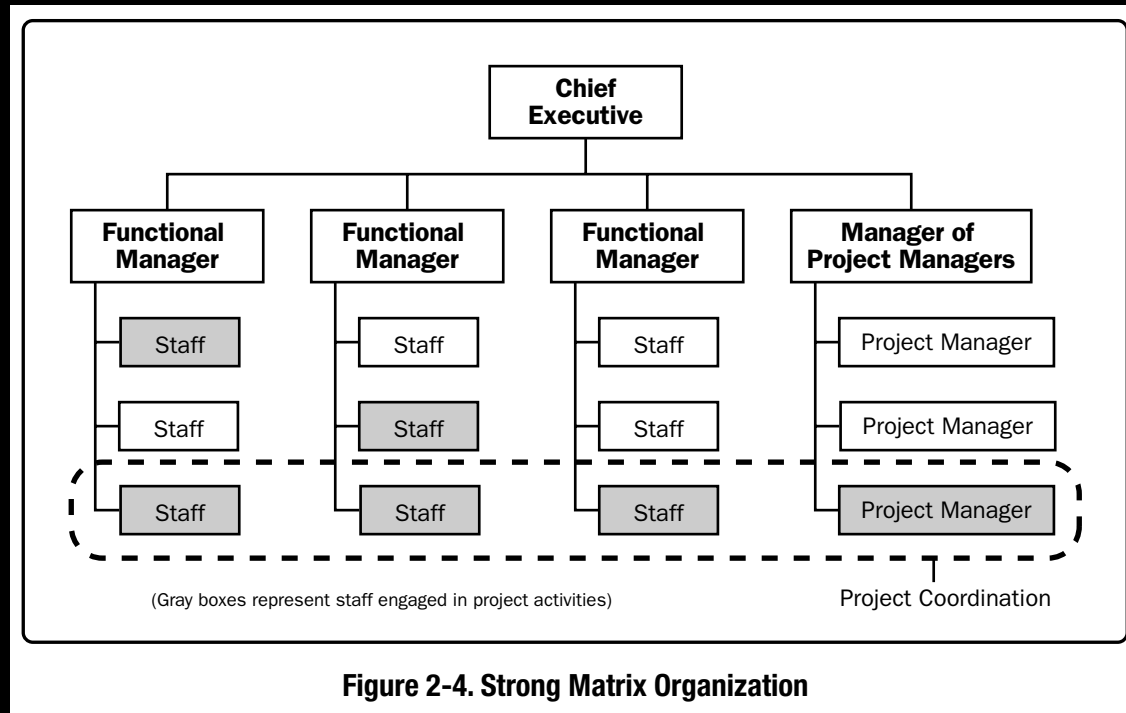 Chief
Executive
Functional
Manager
Functional
Manager
Functional
Manager
Manager of
Project Managers
Staff
Staff
Staff
Project Manager
Staff
Staff
Staff
Project Manager
Staff
Staff
Staff
Project Manager
(Gray boxes represent staff engaged in project activities)
Project Coordination
Figure 2-4. Strong Matrix Organization